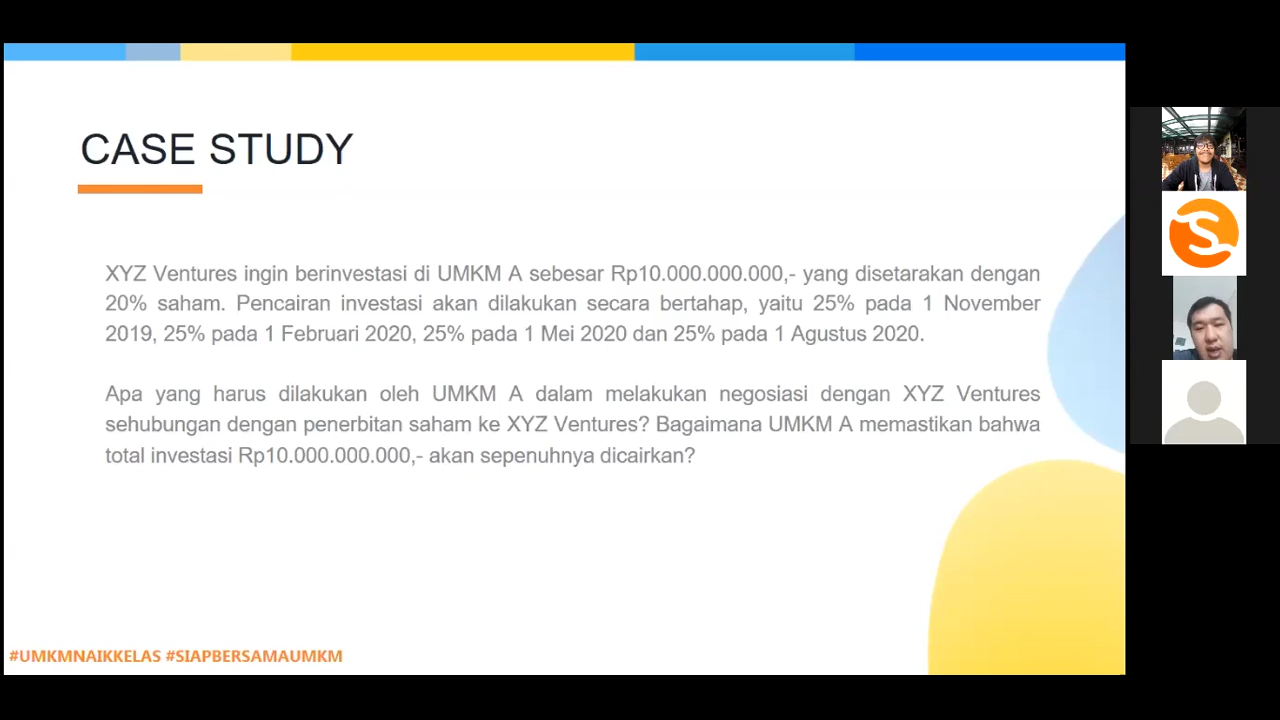 CASE STUDY
XYZ Ventures ingin berinvestasi di UMKM A sebesar Rp10.000.000.000,- yang disetarakan dengan
20% saham. Pencairan investasi akan dilakukan secara bertahap, yaitu 25% pada 1 November
2019, 25% pada 1 Februari 2020, 25% pada 1 Mei 2020 dan 25% pada 1 Agustus 2020.
Apa yang harus dilakukan oleh UMKM A dalam melakukan negosiasi dengan XYZ Ventures
sehubungan dengan penerbitan saham ke XYZ Ventures? Bagaimana UMKM A memastikan bahwa
total investasi Rp10.000.000.000,- akan sepenuhnya dicairkan?
#UMKMNAIKKELAS #SIAPBERSAMAUMKM